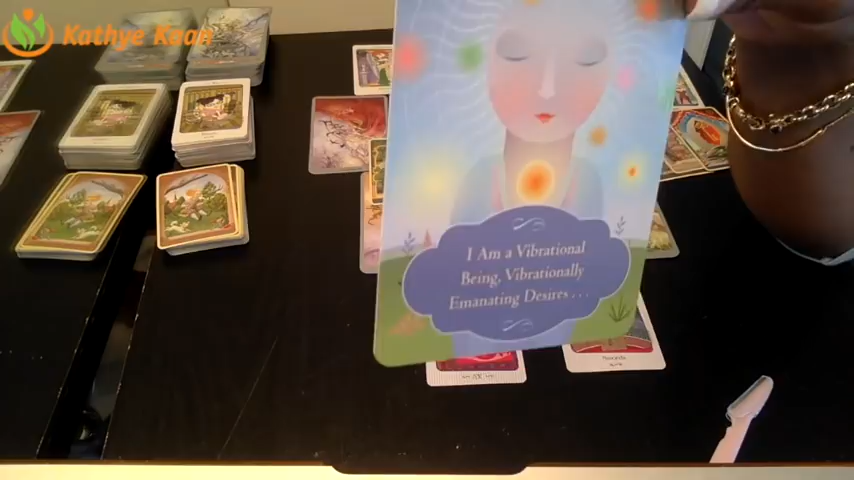 Kathye Kaan
I Am a Vibrational
Being, Vibrationally
Emanating Desires...